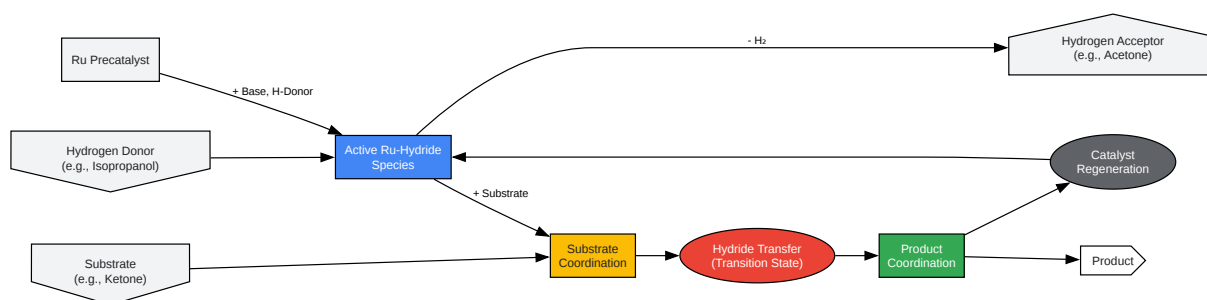 - H₂
Hydrogen Acceptor
(e.g., Acetone)
Ru Precatalyst
+ Base, H-Donor
Hydrogen Donor
(e.g., Isopropanol)
Active Ru-Hydride
Species
Catalyst
Regeneration
+ Substrate
Substrate
(e.g., Ketone)
Substrate
Coordination
Hydride Transfer
(Transition State)
Product
Coordination
Product